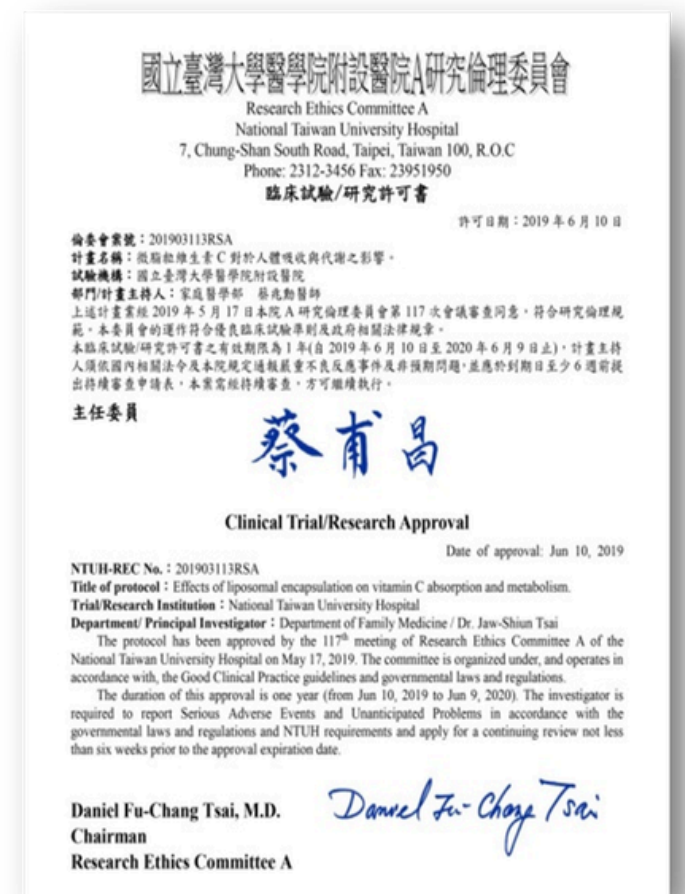 國立臺灣大學醫學院附設醫院A研究倫理委員會
Research Ethics Committee A
National Taiwan University Hospital
7, Chung-Shan South Road, Taipei, Taiwan 100, R.O.C
Phone: 2312-3456 Fax: 23951950
臨床試驗/研究許可書
許可日期：2019 年 6 月 10 日
倫委會案號：201903113RSA
計畫名稱：微脂粒維生素 C 對於人體吸收與代謝之影響。
試驗機構：國立臺灣大學醫學院附設醫院
部門/計畫主持人：家庭醫學部 蔡兆勳醫師
上述計畫業經 2019 年 5 月 17 日本院 A 研究倫理委員會第 117 次會議審查同意，符合研究倫理規
範。本委員會的運作符合優良臨床試驗準則及政府相關法律規章。
本臨床試驗/研究許可書之有效期限為 1 年(自 2019 年 6 月 10 日至 2020 年 6 月 9 日止)，計畫主持
人須依國內相關法令及本院規定通報嚴重不良反應事件及非預期問題，並應於到期日至少 6 週前提
出持續審查申請表，本案需經持續審查，方可繼續執行。
主任委員
蔡甫昌
Clinical Trial/Research Approval
Date of approval: Jun 10, 2019
NTUH-REC No.：201903113RSA
Title of protocol：Effects of liposomal encapsulation on vitamin C absorption and metabolism.
Trial/Research Institution：National Taiwan University Hospital
Department/ Principal Investigator：Department of Family Medicine / Dr. Jaw-Shiun Tsai
The protocol has been approved by the 117th meeting of Research Ethics Committee A of the
National Taiwan University Hospital on May 17, 2019. The committee is organized under, and operates in
accordance with, the Good Clinical Practice guidelines and governmental laws and regulations.
The duration of this approval is one year (from Jun 10, 2019 to Jun 9, 2020). The investigator is
required to report Serious Adverse Events and Unanticipated Problems in accordance with the
governmental laws and regulations and NTUH requirements and apply for a continuing review not less
than six weeks prior to the approval expiration date.
Daniel Fu-Chang Tsai
Daniel Fu-Chang Tsai, M.D.
Chairman
Research Ethics Committee A